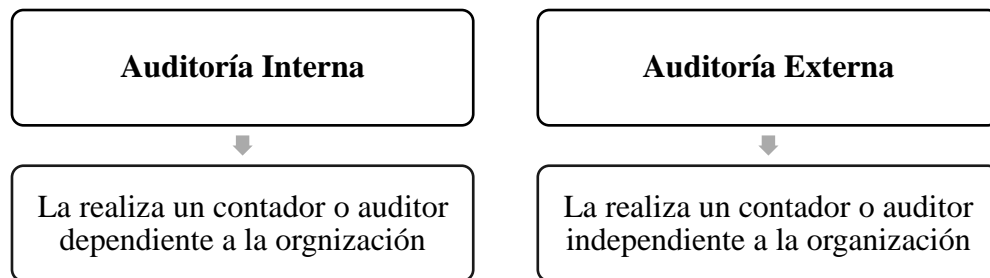 Auditoría Interna
La realiza un contador o auditor
dependiente a la orgnización
Auditoría Externa
La realiza un contador o auditor
independiente a la organización